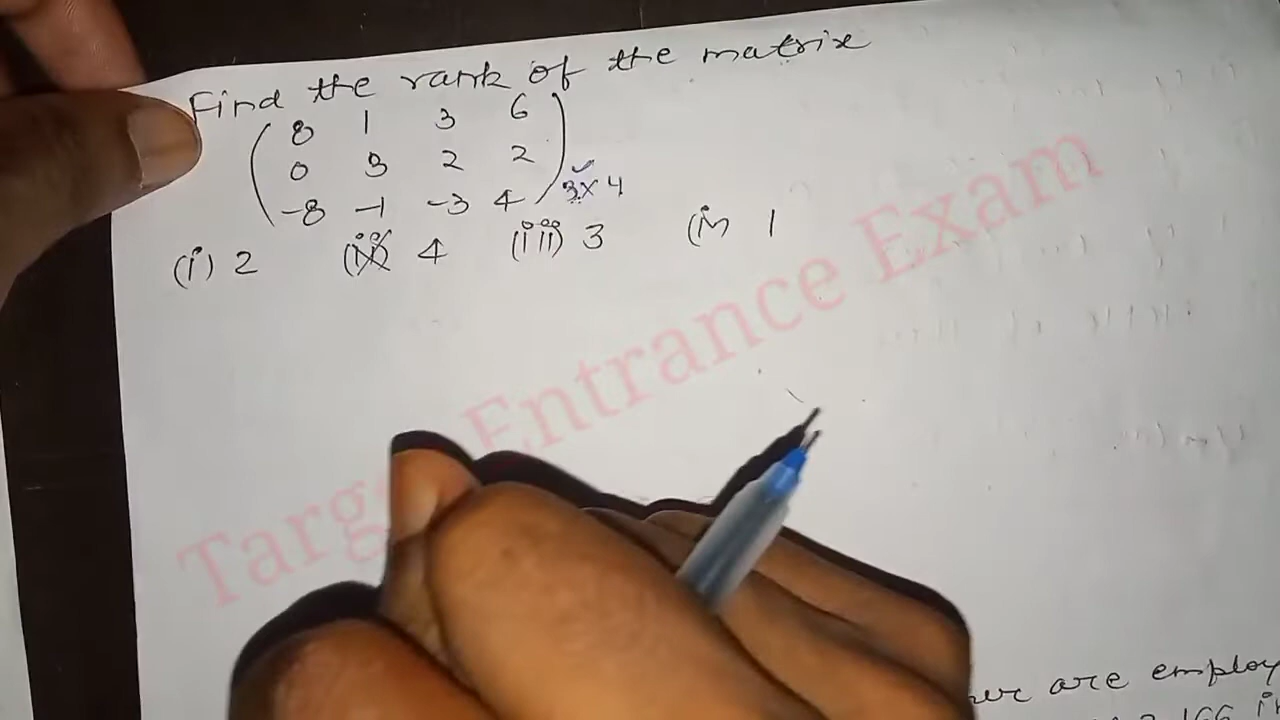 Find the rank of the matrix
8 1 3 6
0 3 2 2
-8 -1 -3 4 3×4
(i) 2 (ii) 4 (iii) 3 (iv) 1
Target Entrance Exam
are employ